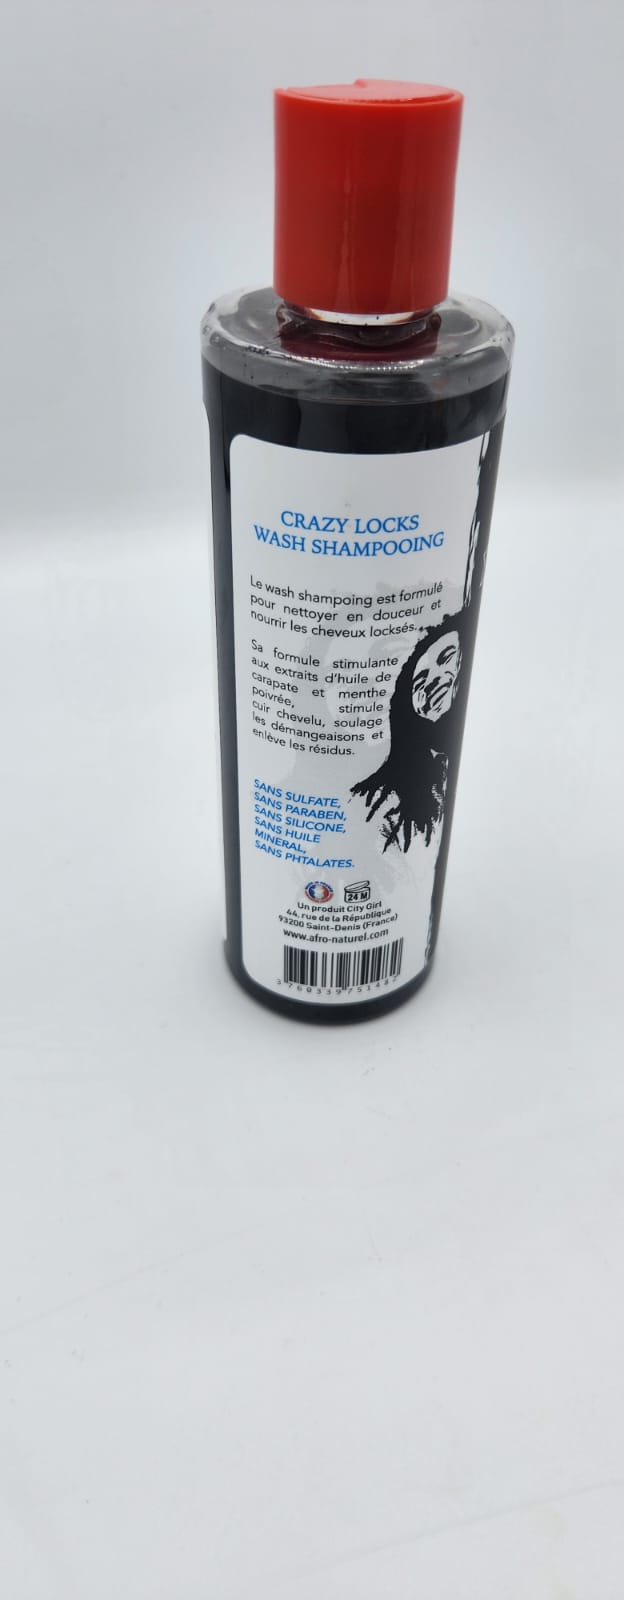 CRAZY LOCKS
WASH SHAMPOOING
Le wash shampoing est formulé
pour nettoyer en douceur et
nourrir les cheveux locksés.
Sa formule stimulante
aux extraits d'huile de
carapate et menthe
poivrée, stimule
cuir chevelu, soulage
les démangeaisons et
enlève les résidus.
SANS SULFATE,
SANS PARABEN,
SANS SILICONE,
SANS HUILE
MINERAL,
SANS PHTALATES.
24 M
Un produit City Girl
44, rue de la République
93200 Saint-Denis (France)
www.afro-naturel.com
3760339751482